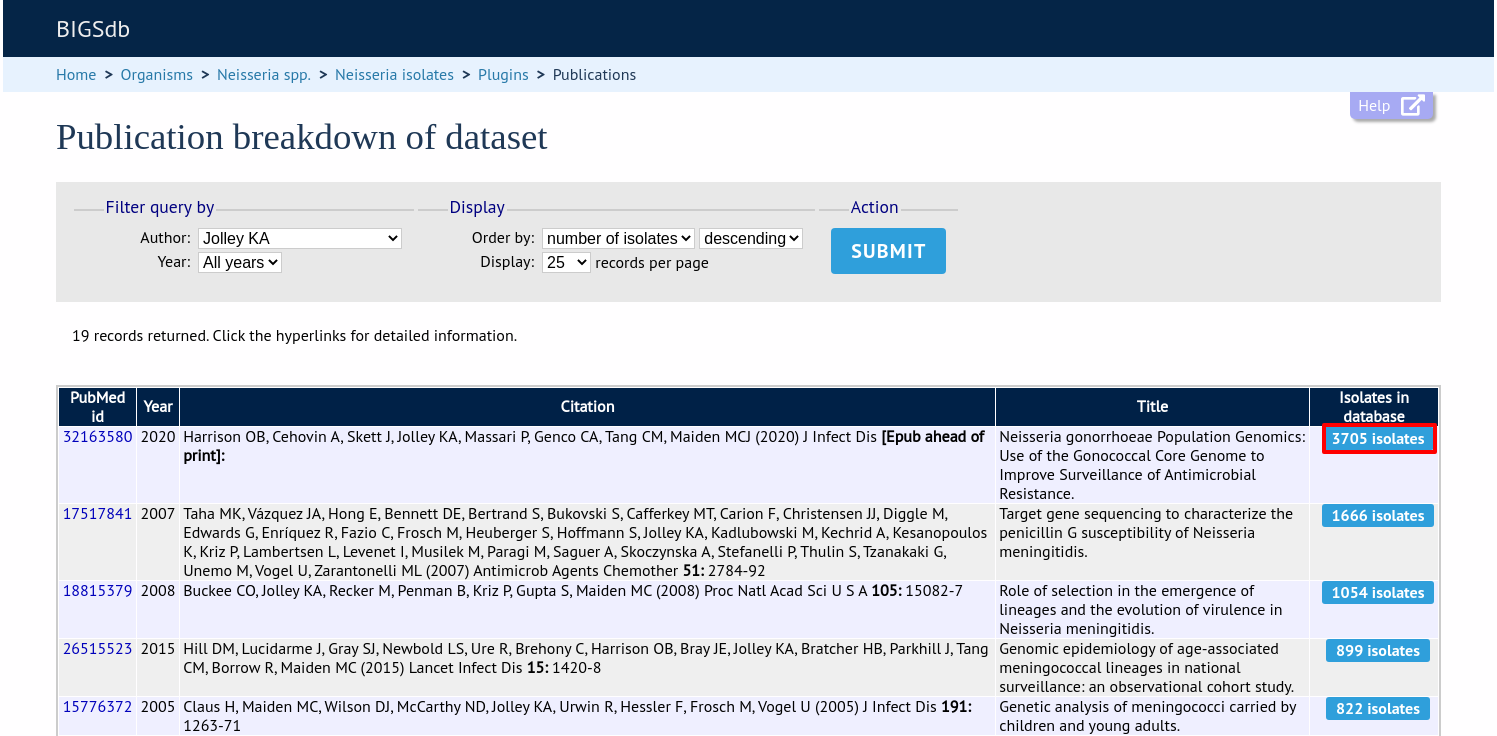 BIGSdb
Home > Organisms > Neisseria spp. > Neisseria isolates > Plugins > Publications
Help
Publication breakdown of dataset
Filter query by
Author: Jolley KA
Year: All years
Display
Order by: number of isolates descending
Display: 25 records per page
Action
SUBMIT
19 records returned. Click the hyperlinks for detailed information.
PubMed id Year Citation Title Isolates in database
32163580 2020 Harrison OB, Cehovin A, Skett J, Jolley KA, Massari P, Genco CA, Tang CM, Maiden MCJ (2020) J Infect Dis [Epub ahead of
print]:
Neisseria gonorrhoeae Population Genomics:
Use of the Gonococcal Core Genome to
Improve Surveillance of Antimicrobial
Resistance.
3705 isolates
17517841 2007 Taha MK, Vázquez JA, Hong E, Bennett DE, Bertrand S, Bukovski S, Cafferkey MT, Carion F, Christensen JJ, Diggle M,
Edwards G, Enríquez R, Fazio C, Frosch M, Heuberger S, Hoffmann S, Jolley KA, Kadlubowski M, Kechrid A, Kesanopoulos
K, Kriz P, Lambertsen L, Levenet I, Musilek M, Paragi M, Saguer A, Skoczynska A, Stefanelli P, Thulin S, Tzanakaki G,
Unemo M, Vogel U, Zarantonelli ML (2007) Antimicrob Agents Chemother 51: 2784-92
Target gene sequencing to characterize the
penicillin G susceptibility of Neisseria
meningitidis.
1666 isolates
18815379 2008 Buckee CO, Jolley KA, Recker M, Penman B, Kriz P, Gupta S, Maiden MC (2008) Proc Natl Acad Sci U S A 105: 15082-7
Role of selection in the emergence of
lineages and the evolution of virulence in
Neisseria meningitidis.
1054 isolates
26515523 2015 Hill DM, Lucidarme J, Gray SJ, Newbold LS, Ure R, Brehony C, Harrison OB, Bray JE, Jolley KA, Bratcher HB, Parkhill J, Tang
CM, Borrow R, Maiden MC (2015) Lancet Infect Dis 15: 1420-8
Genomic epidemiology of age-associated
meningococcal lineages in national
surveillance: an observational cohort study.
899 isolates
15776372 2005 Claus H, Maiden MC, Wilson DJ, McCarthy ND, Jolley KA, Urwin R, Hessler F, Frosch M, Vogel U (2005) J Infect Dis 191:
1263-71
Genetic analysis of meningococci carried by
children and young adults.
822 isolates